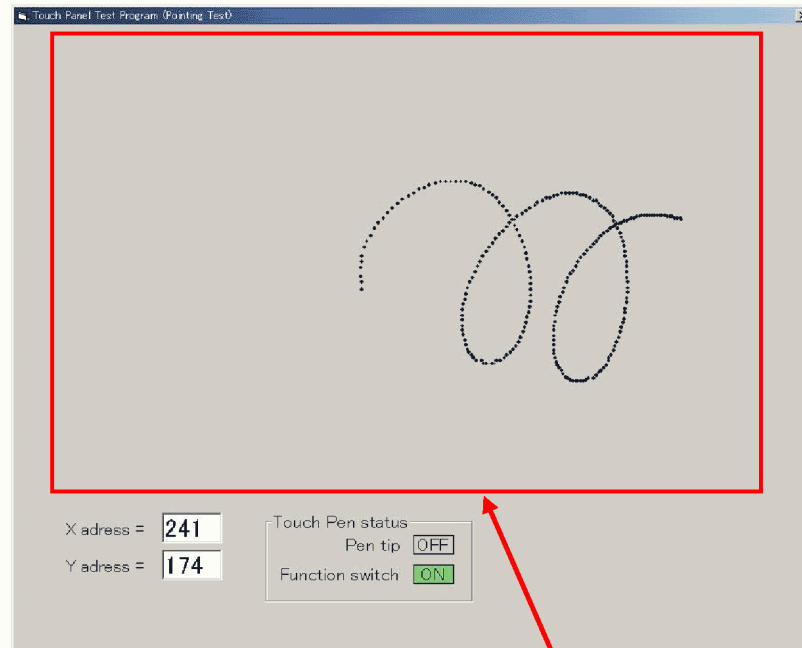 Touch Panel Test Program (Pointing Test)
X adress = 241
Y adress = 174
Touch Pen status
Pen tip OFF
Function switch ON